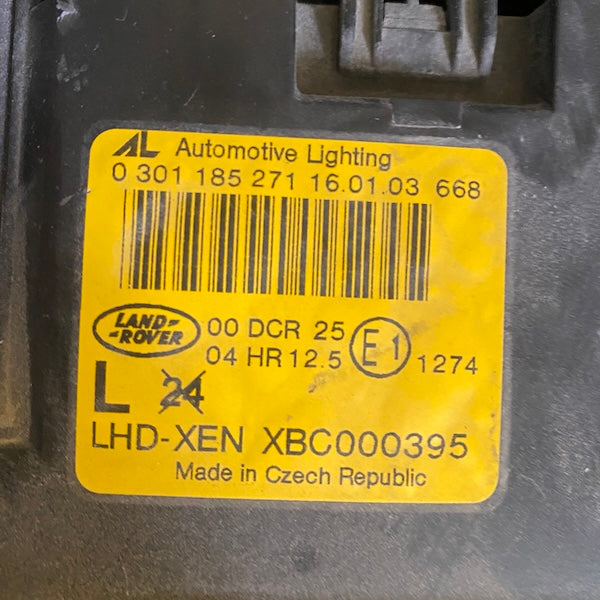 AL Automotive Lighting
0 301 185 271 16.01.03 668
LAND-
ROVER
00 DCR 25
04 HR 12.5
E1
1274
L 24
LHD-XEN XBC000395
Made in Czech Republic